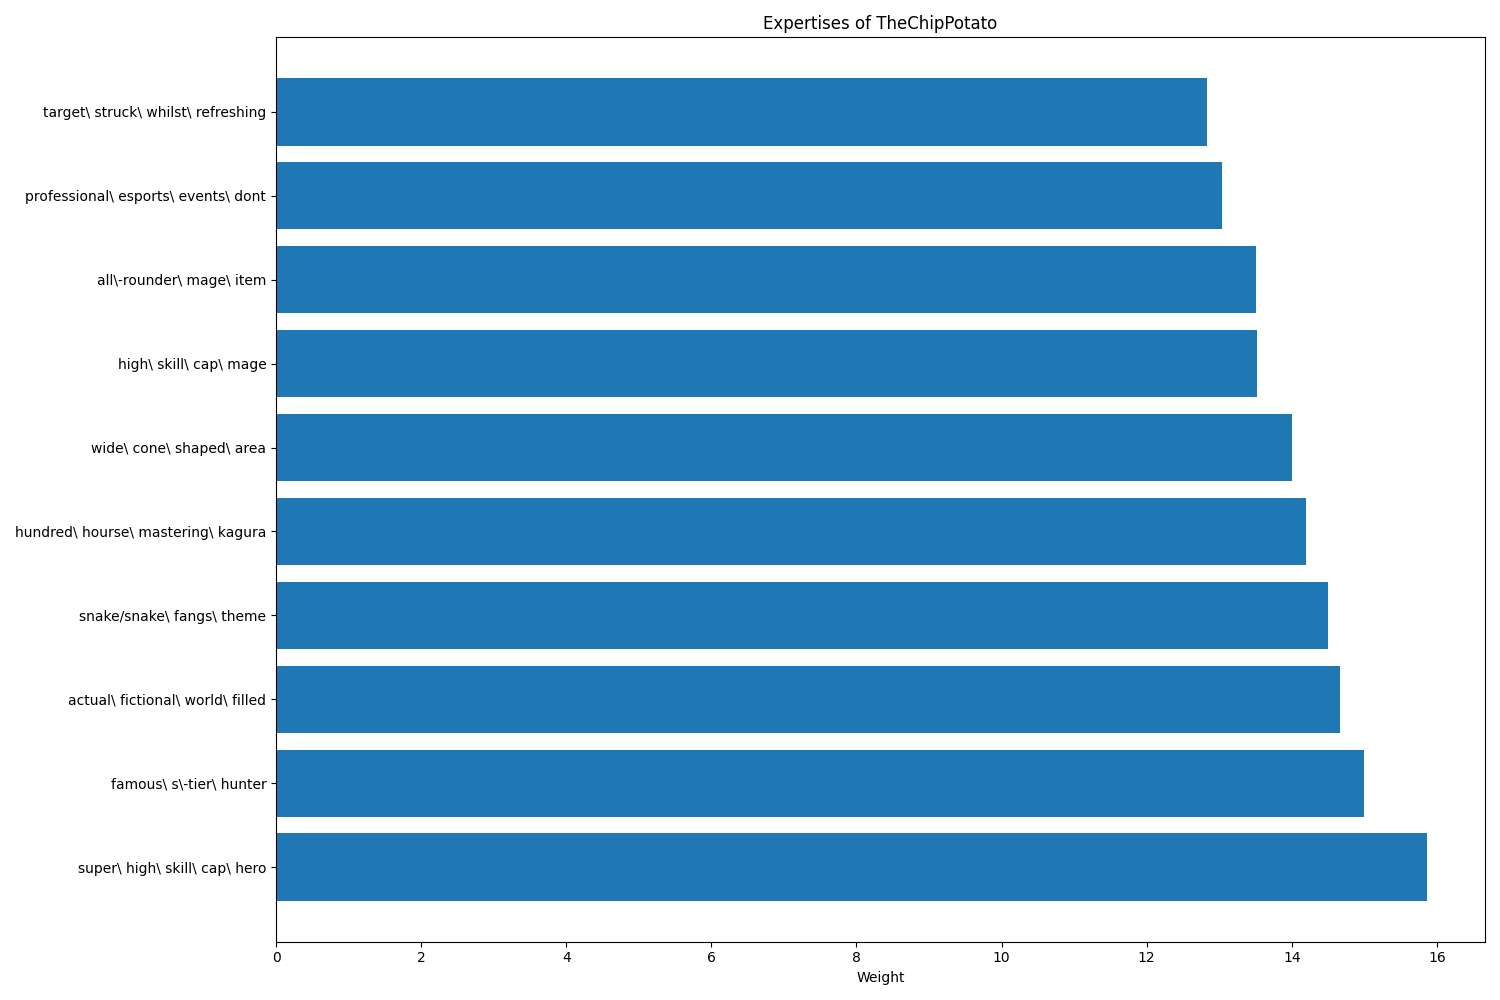 Expertises of TheChipPotato
target\ struck\ whilst\ refreshing
professional\ esports\ events\ dont
all\-rounder\ mage\ item
high\ skill\ cap\ mage
wide\ cone\ shaped\ area
hundred\ hourse\ mastering\ kagura
snake/snake\ fangs\ theme
actual\ fictional\ world\ filled
famous\ s\-tier\ hunter
super\ high\ skill\ cap\ hero
0 2 4 6 8 10 12 14 16
Weight